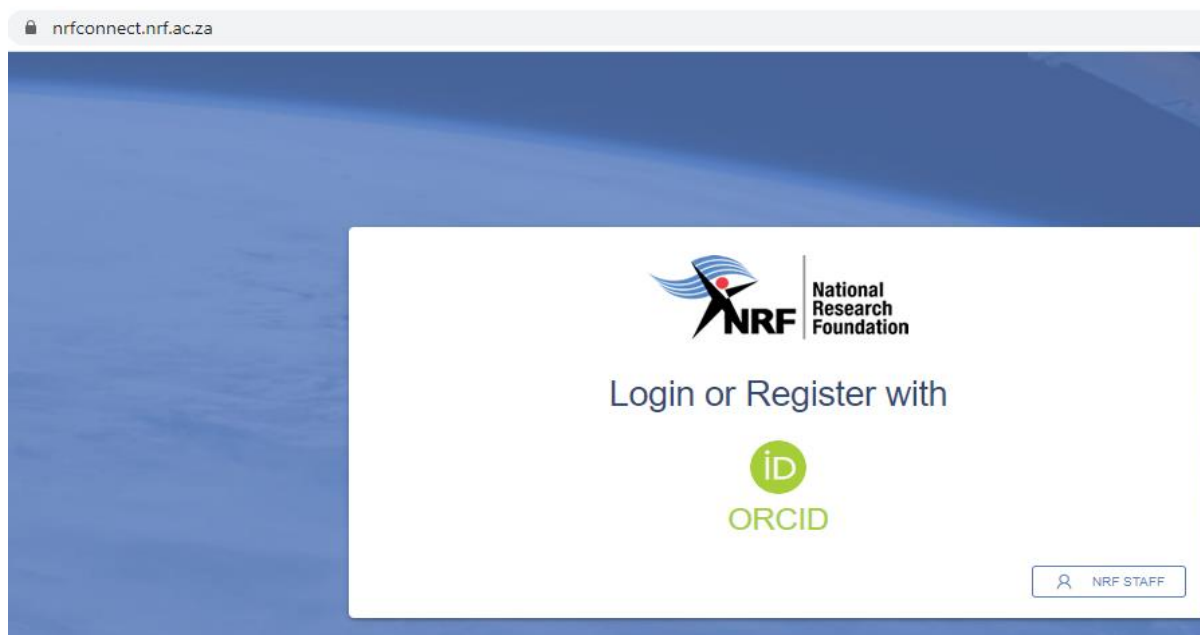 nrfconnect.nrf.ac.za
NRF
National
Research
Foundation
Login or Register with
iD
ORCID
NRF STAFF